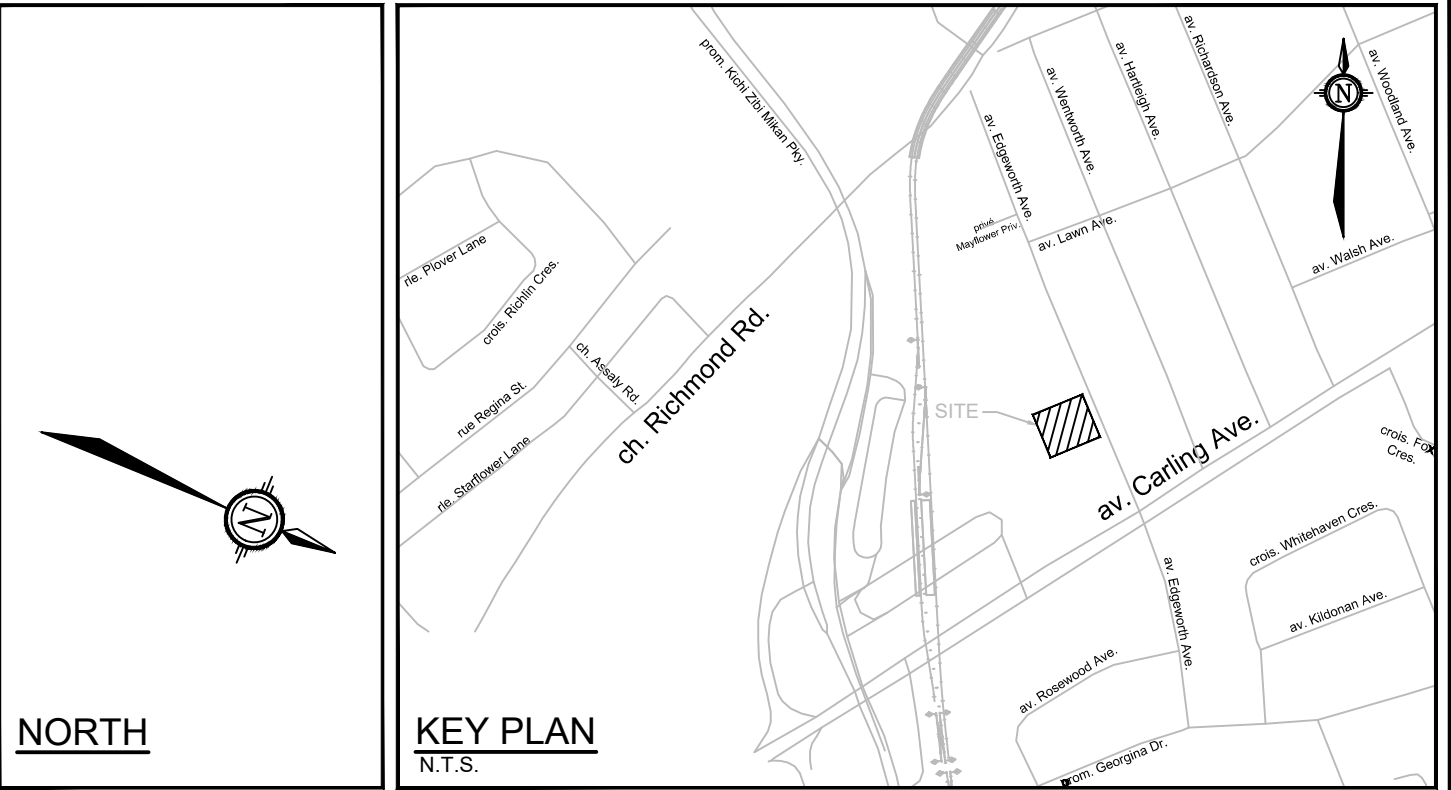 N
NORTH
prom. Kichi Zibi Mikan Pky.
av. Edgeworth Ave.
av. Wentworth Ave.
av. Hartleigh Ave.
av. Richardson Ave.
av. Woodland Ave.
N
privé
Mayflower Priv.
av. Lawn Ave.
av. Walsh Ave.
rle. Plover Lane
crois. Richlin Cres.
ch. Assaly Rd.
ch. Richmond Rd.
rue Regina St.
rle. Starflower Lane
SITE
av. Carling Ave.
crois. Fox
Cres.
crois. Whitehaven Cres.
av. Edgeworth Ave.
av. Kildonan Ave.
av. Rosewood Ave.
prom. Georgina Dr.
KEY PLAN
N.T.S.